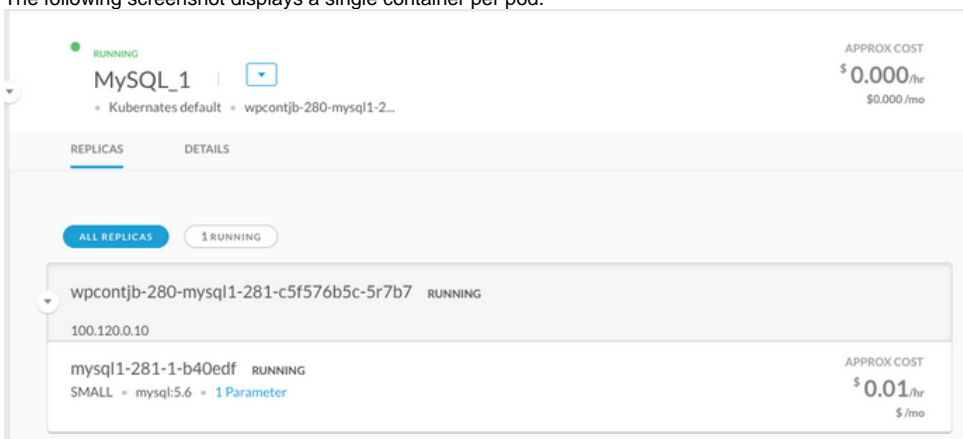 The following screenshot displays a single container per pod.
RUNNING
APPROX COST
MySQL_1
$ 0.000/hr
Kubernates default • wpcontjb-280-mysql1-2...
$0.000 /mo
REPLICAS DETAILS
ALL REPLICAS 1 RUNNING
wpcontjb-280-mysql1-281-c5f576b5c-5r7b7 RUNNING
100.120.0.10
mysql1-281-1-b40edf RUNNING
APPROX COST
SMALL • mysql:5.6 • 1 Parameter
$ 0.01/hr
$ /mo